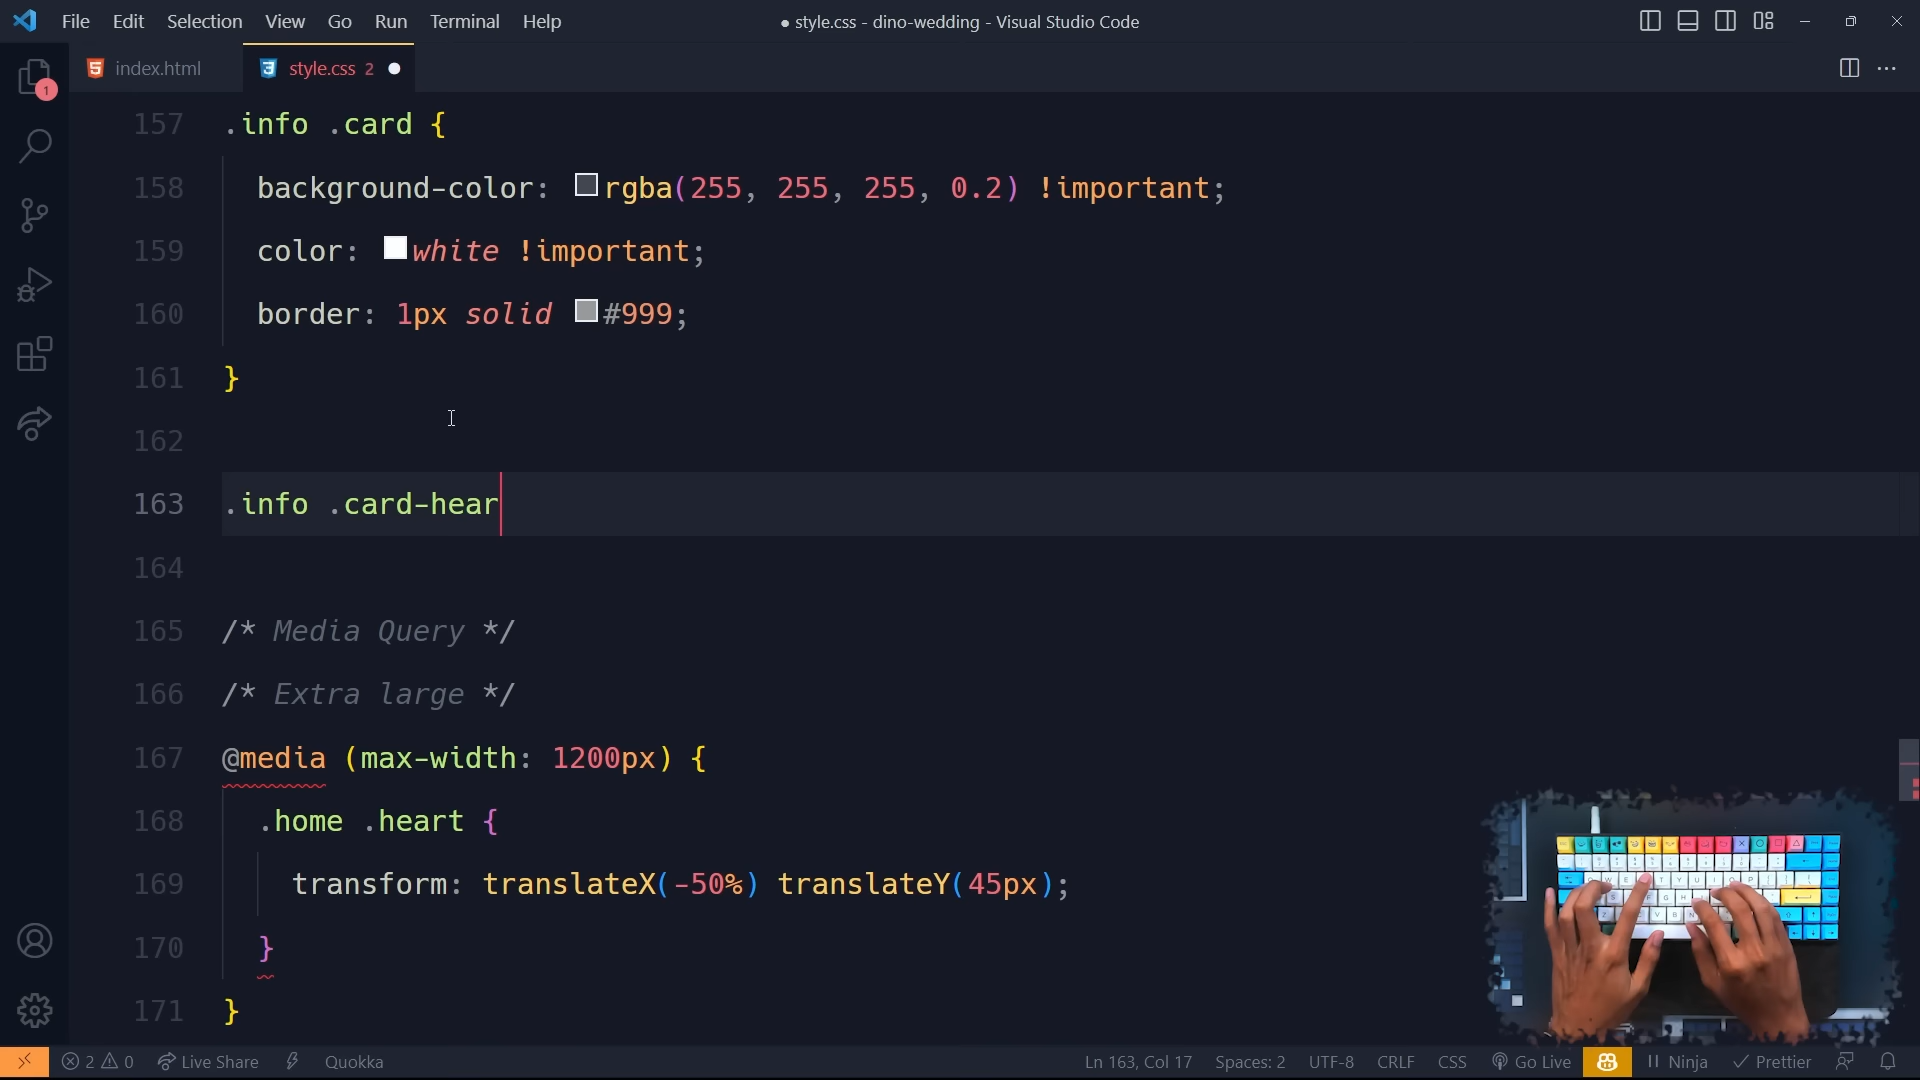 File Edit Selection View Go Run Terminal Help
● style.css - dino-wedding - Visual Studio Code
index.html
style.css 2
1
157 .info .card {
158 background-color: rgba(255, 255, 255, 0.2) !important;
159 color: white !important;
160 border: 1px solid #999;
161 }
162
163 .info .card-hear
164
165 /* Media Query */
166 /* Extra large */
167 @media (max-width: 1200px) {
168 .home .heart {
169 transform: translateX(-50%) translateY(45px);
170 }
171 }
2 0 Live Share Quokka Ln 163, Col 17 Spaces: 2 UTF-8 CRLF CSS Go Live Ninja Prettier